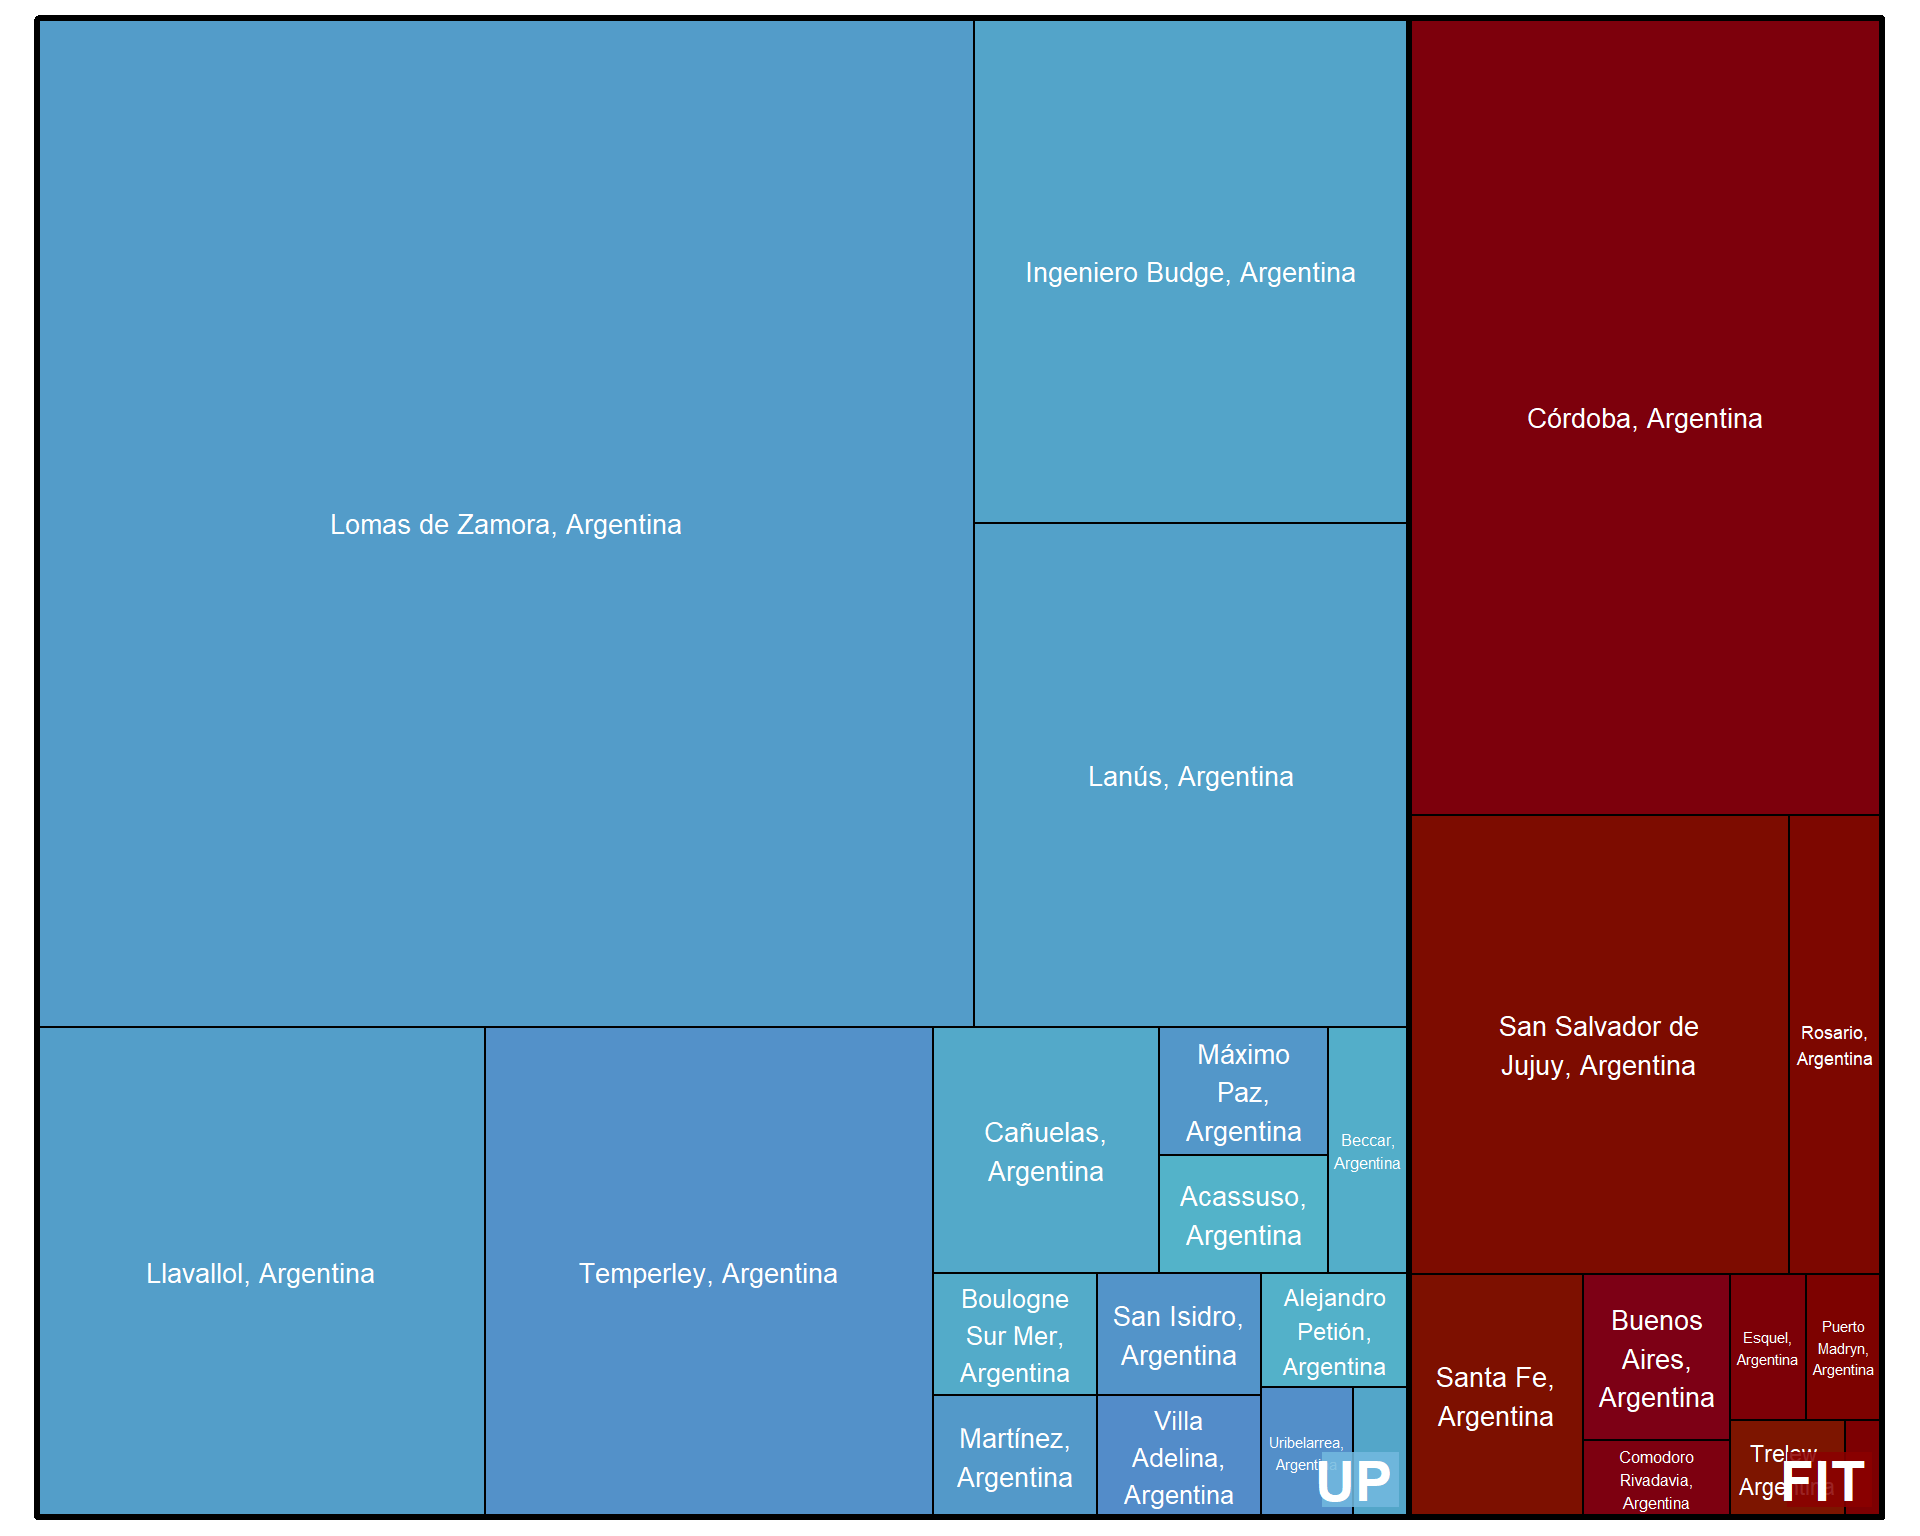 Lomas de Zamora, Argentina
Ingeniero Budge, Argentina
Lanús, Argentina
Llavallol, Argentina
Temperley, Argentina
Cañuelas,
Argentina
Máximo
Paz,
Argentina
Acassuso,
Argentina
Beccar,
Argentina
Boulogne
Sur Mer,
Argentina
San Isidro,
Argentina
Alejandro
Petión,
Argentina
Martínez,
Argentina
Villa
Adelina,
Argentina
Uribelarrea,
Argentina
UP
Córdoba, Argentina
San Salvador de
Jujuy, Argentina
Rosario,
Argentina
Santa Fe,
Argentina
Buenos
Aires,
Argentina
Comodoro
Rivadavia,
Argentina
Esquel,
Argentina
Puerto
Madryn,
Argentina
Trelew,
Argentina
FIT